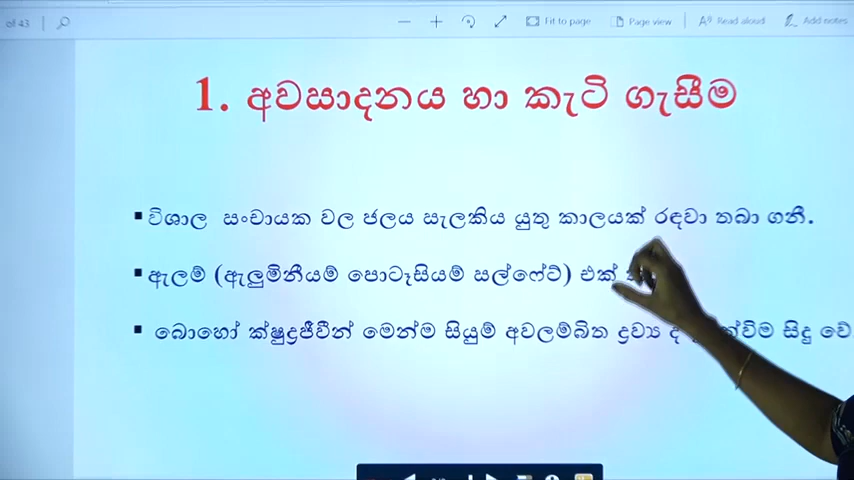 of 43
Fit to page
Page view
Read aloud
Add notes
1. අවසාදනය හා කැටි ගැසීම
▪ විශාල සංචායක වල ජලය සැලකිය යුතු කාලයක් රඳවා තබා ගනී.
▪ ඇලම් (ඇලුමිනියම් පොටෑසියම් සල්ෆේට්) එක්
▪ බොහෝ ක්ෂුද්‍රජීවීන් මෙන්ම සියුම් අවලම්බිත ද්‍රව්‍ය ද සිදු වේ